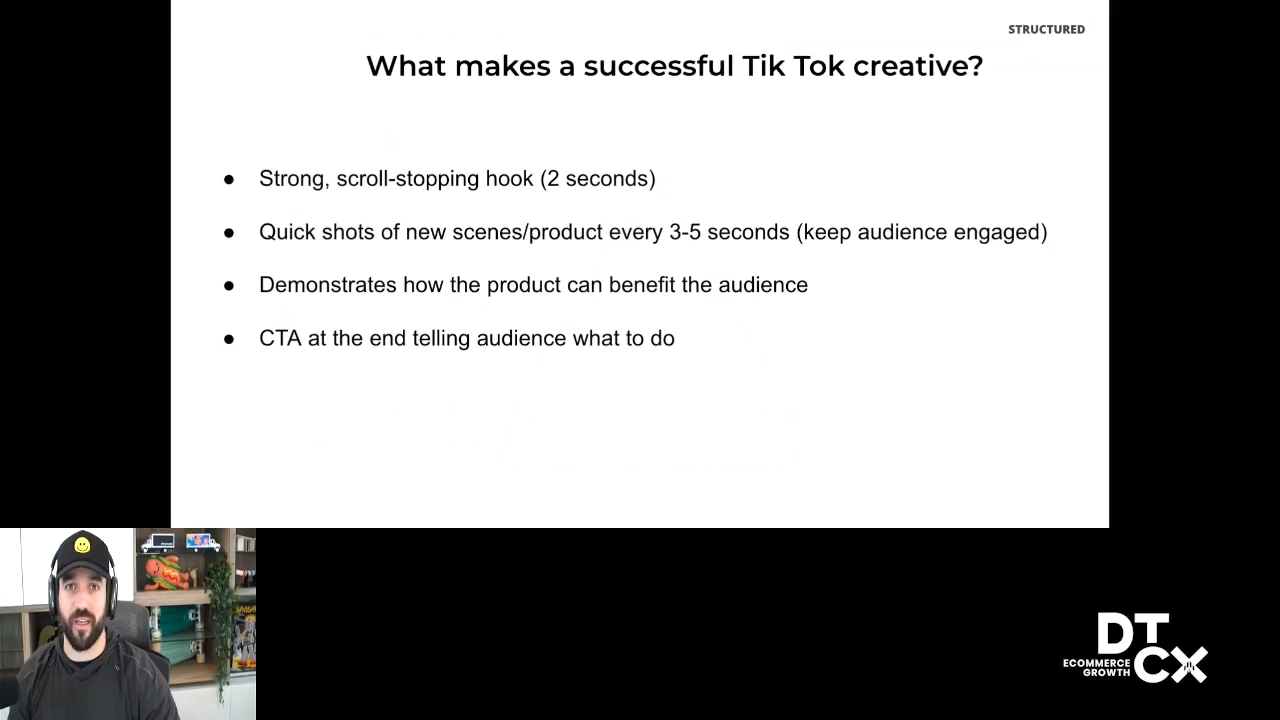 STRUCTURED
What makes a successful Tik Tok creative?
● Strong, scroll-stopping hook (2 seconds)
● Quick shots of new scenes/product every 3-5 seconds (keep audience engaged)
● Demonstrates how the product can benefit the audience
● CTA at the end telling audience what to do
DT
CX
ECOMMERCE
GROWTH